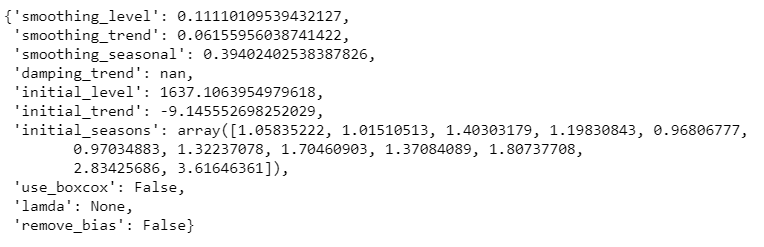 {'smoothing_level': 0.11110109539432127,
'smoothing_trend': 0.06155956038741422,
'smoothing_seasonal': 0.39402402538387826,
'damping_trend': nan,
'initial_level': 1637.1063954979618,
'initial_trend': -9.145552698252029,
'initial_seasons': array([1.05835222, 1.01510513, 1.40303179, 1.19830843, 0.96806777,
0.97034883, 1.32237078, 1.70460903, 1.37084089, 1.80737708,
2.83425686, 3.61646361]),
'use_boxcox': False,
'lamda': None,
'remove_bias': False}